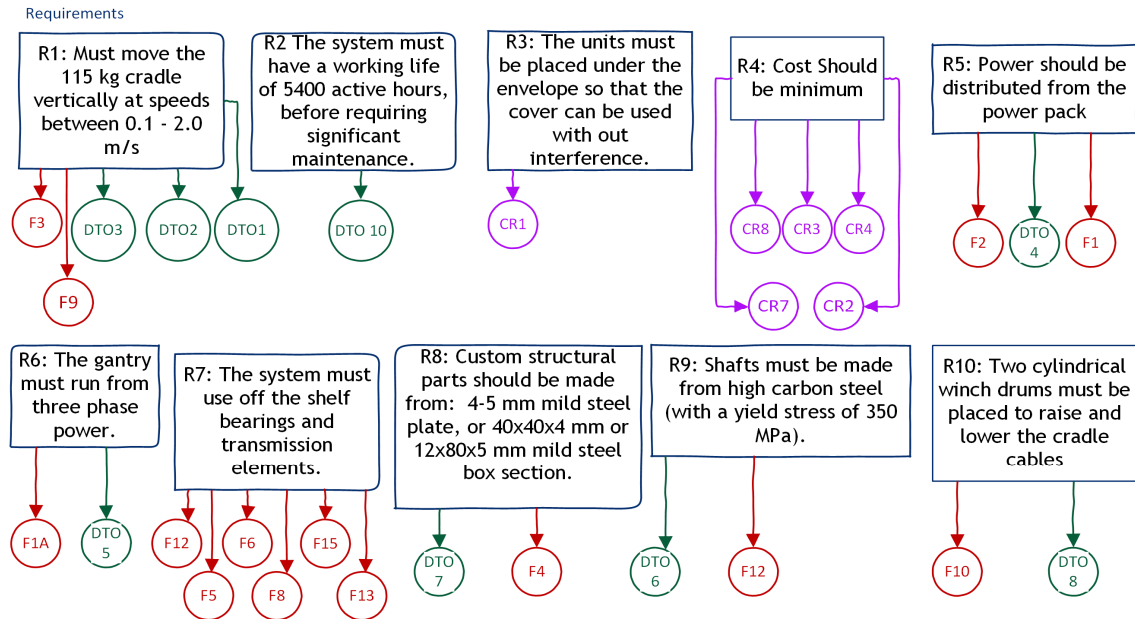 Requirements
R1: Must move the
115 kg cradle
vertically at speeds
between 0.1 - 2.0
m/s
R2 The system must
have a working life
of 5400 active hours,
before requiring
significant
maintenance.
R3: The units must
be placed under the
envelope so that the
cover can be used
with out
interference.
R4: Cost Should
be minimum
R5: Power should be
distributed from the
power pack
F3
DTO3
DTO2
DTO1
F9
DTO 10
CR1
CR8
CR3
CR4
CR7
CR2
F2
DTO
4
F1
R6: The gantry
must run from
three phase
power.
R7: The system must
use off the shelf
bearings and
transmission
elements.
R8: Custom structural
parts should be made
from: 4-5 mm mild steel
plate, or 40x40x4 mm or
12x80x5 mm mild steel
box section.
R9: Shafts must be made
from high carbon steel
(with a yield stress of 350
MPa).
R10: Two cylindrical
winch drums must be
placed to raise and
lower the cradle
cables
F1A
DTO
5
F12
F6
F15
F5
F8
F13
DTO
7
F4
DTO
6
F12
F10
DTO
8